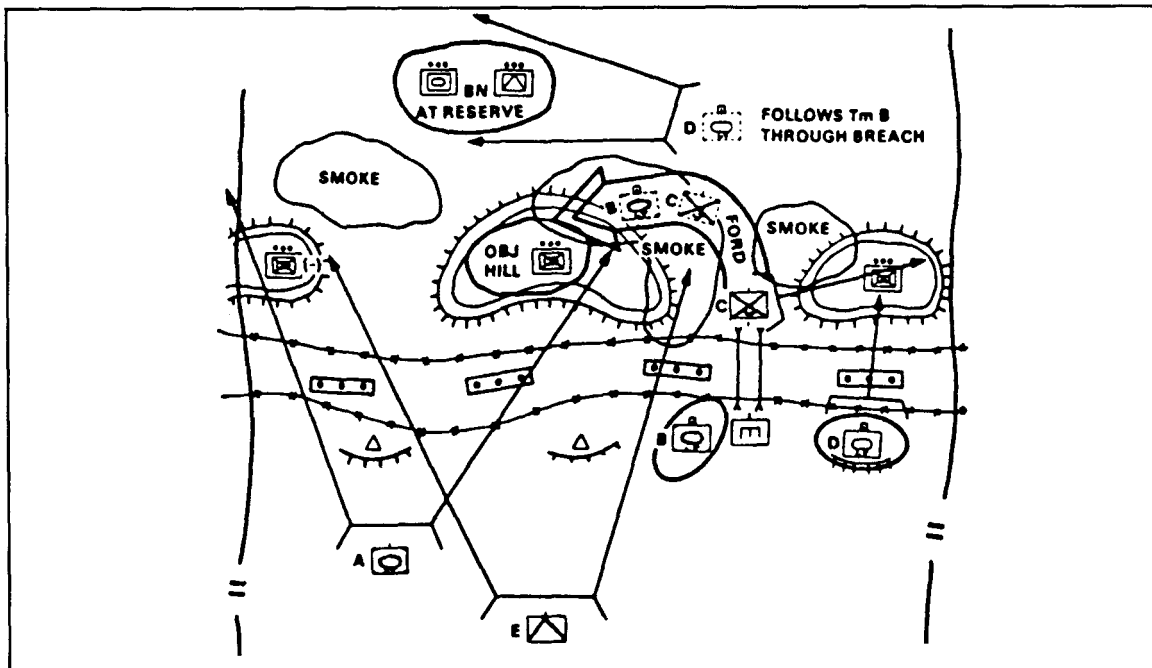 BN
AT RESERVE
D
FOLLOWS Tm B
THROUGH BREACH
SMOKE
B
C
FORD
SMOKE
OBJ
HILL
SMOKE
(-)
C
B
E
D
A
E